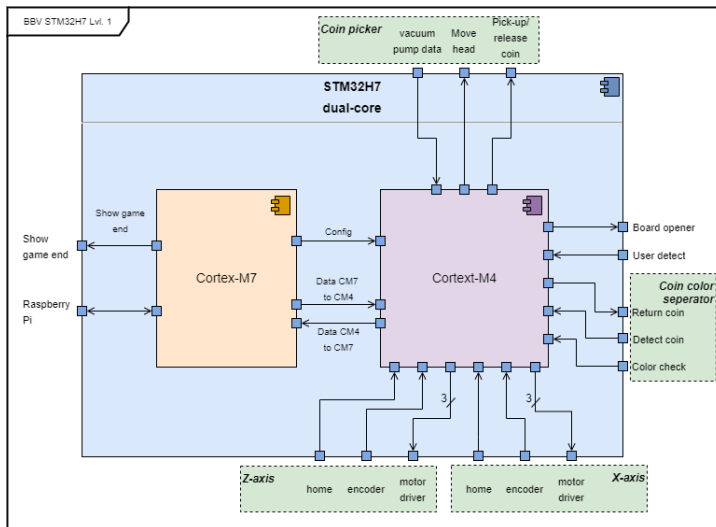 BBV STM32H7 Lvl. 1
Coin picker
vacuum
pump data
Move
head
Pick-up/
release
coin
STM32H7
dual-core
Show game
end
Show
game end
Raspberry
Pi
Cortex-M7
Config
Data CM7
to CM4
Data CM4
to CM7
Cortext-M4
Board opener
User detect
Coin color
seperator
Return coin
Detect coin
Color check
3
3
Z-axis
home
encoder
motor
driver
home
encoder
motor
driver
X-axis